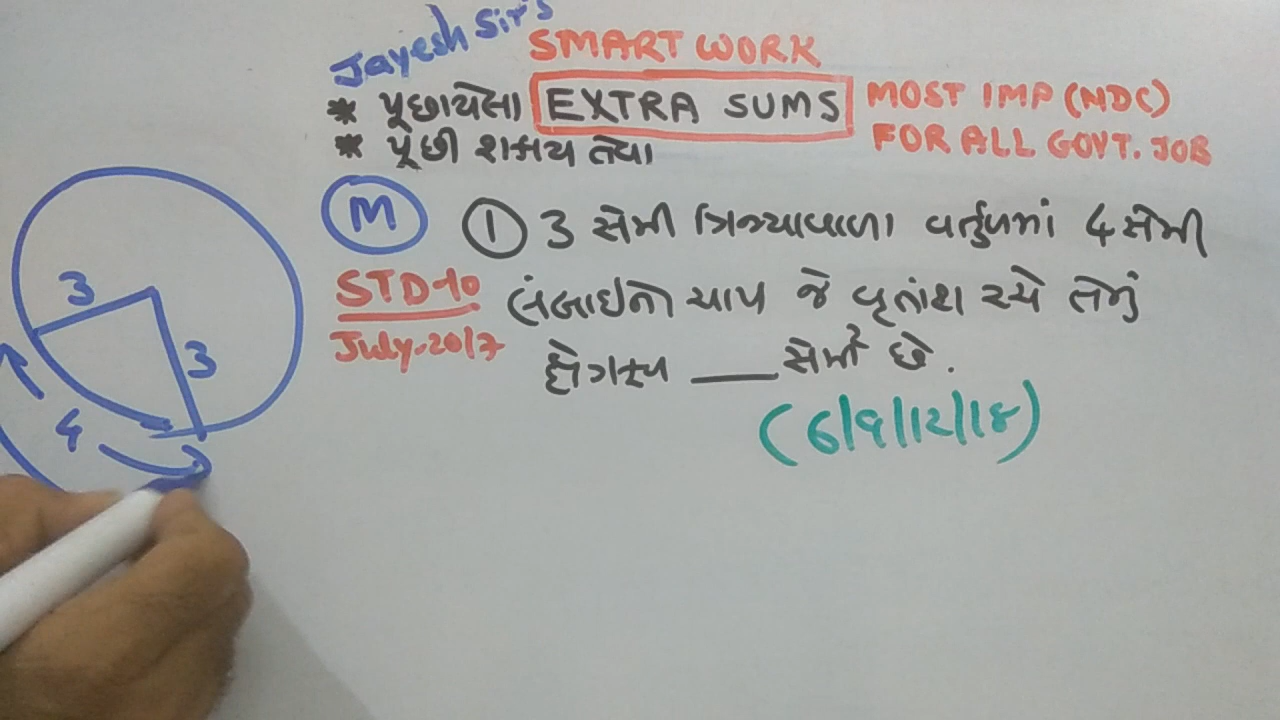 Jayesh Sir's
SMART WORK
* પૂછાયેલા EXTRA SUMS MOST IMP (NDC)
* પૂછી શકાય તેવા FOR ALL GOVT. JOB
M ① 3 સેમી ત્રિજ્યાવાળા વર્તુળમાં 4 સેમી
STD-10 લંબાઇનો ચાપ જે વૃતાંશ રચે તેનું
July-2017 ક્ષેત્રફળ ___ સેમી² છે.
(6/9/12/18)
3
3
4